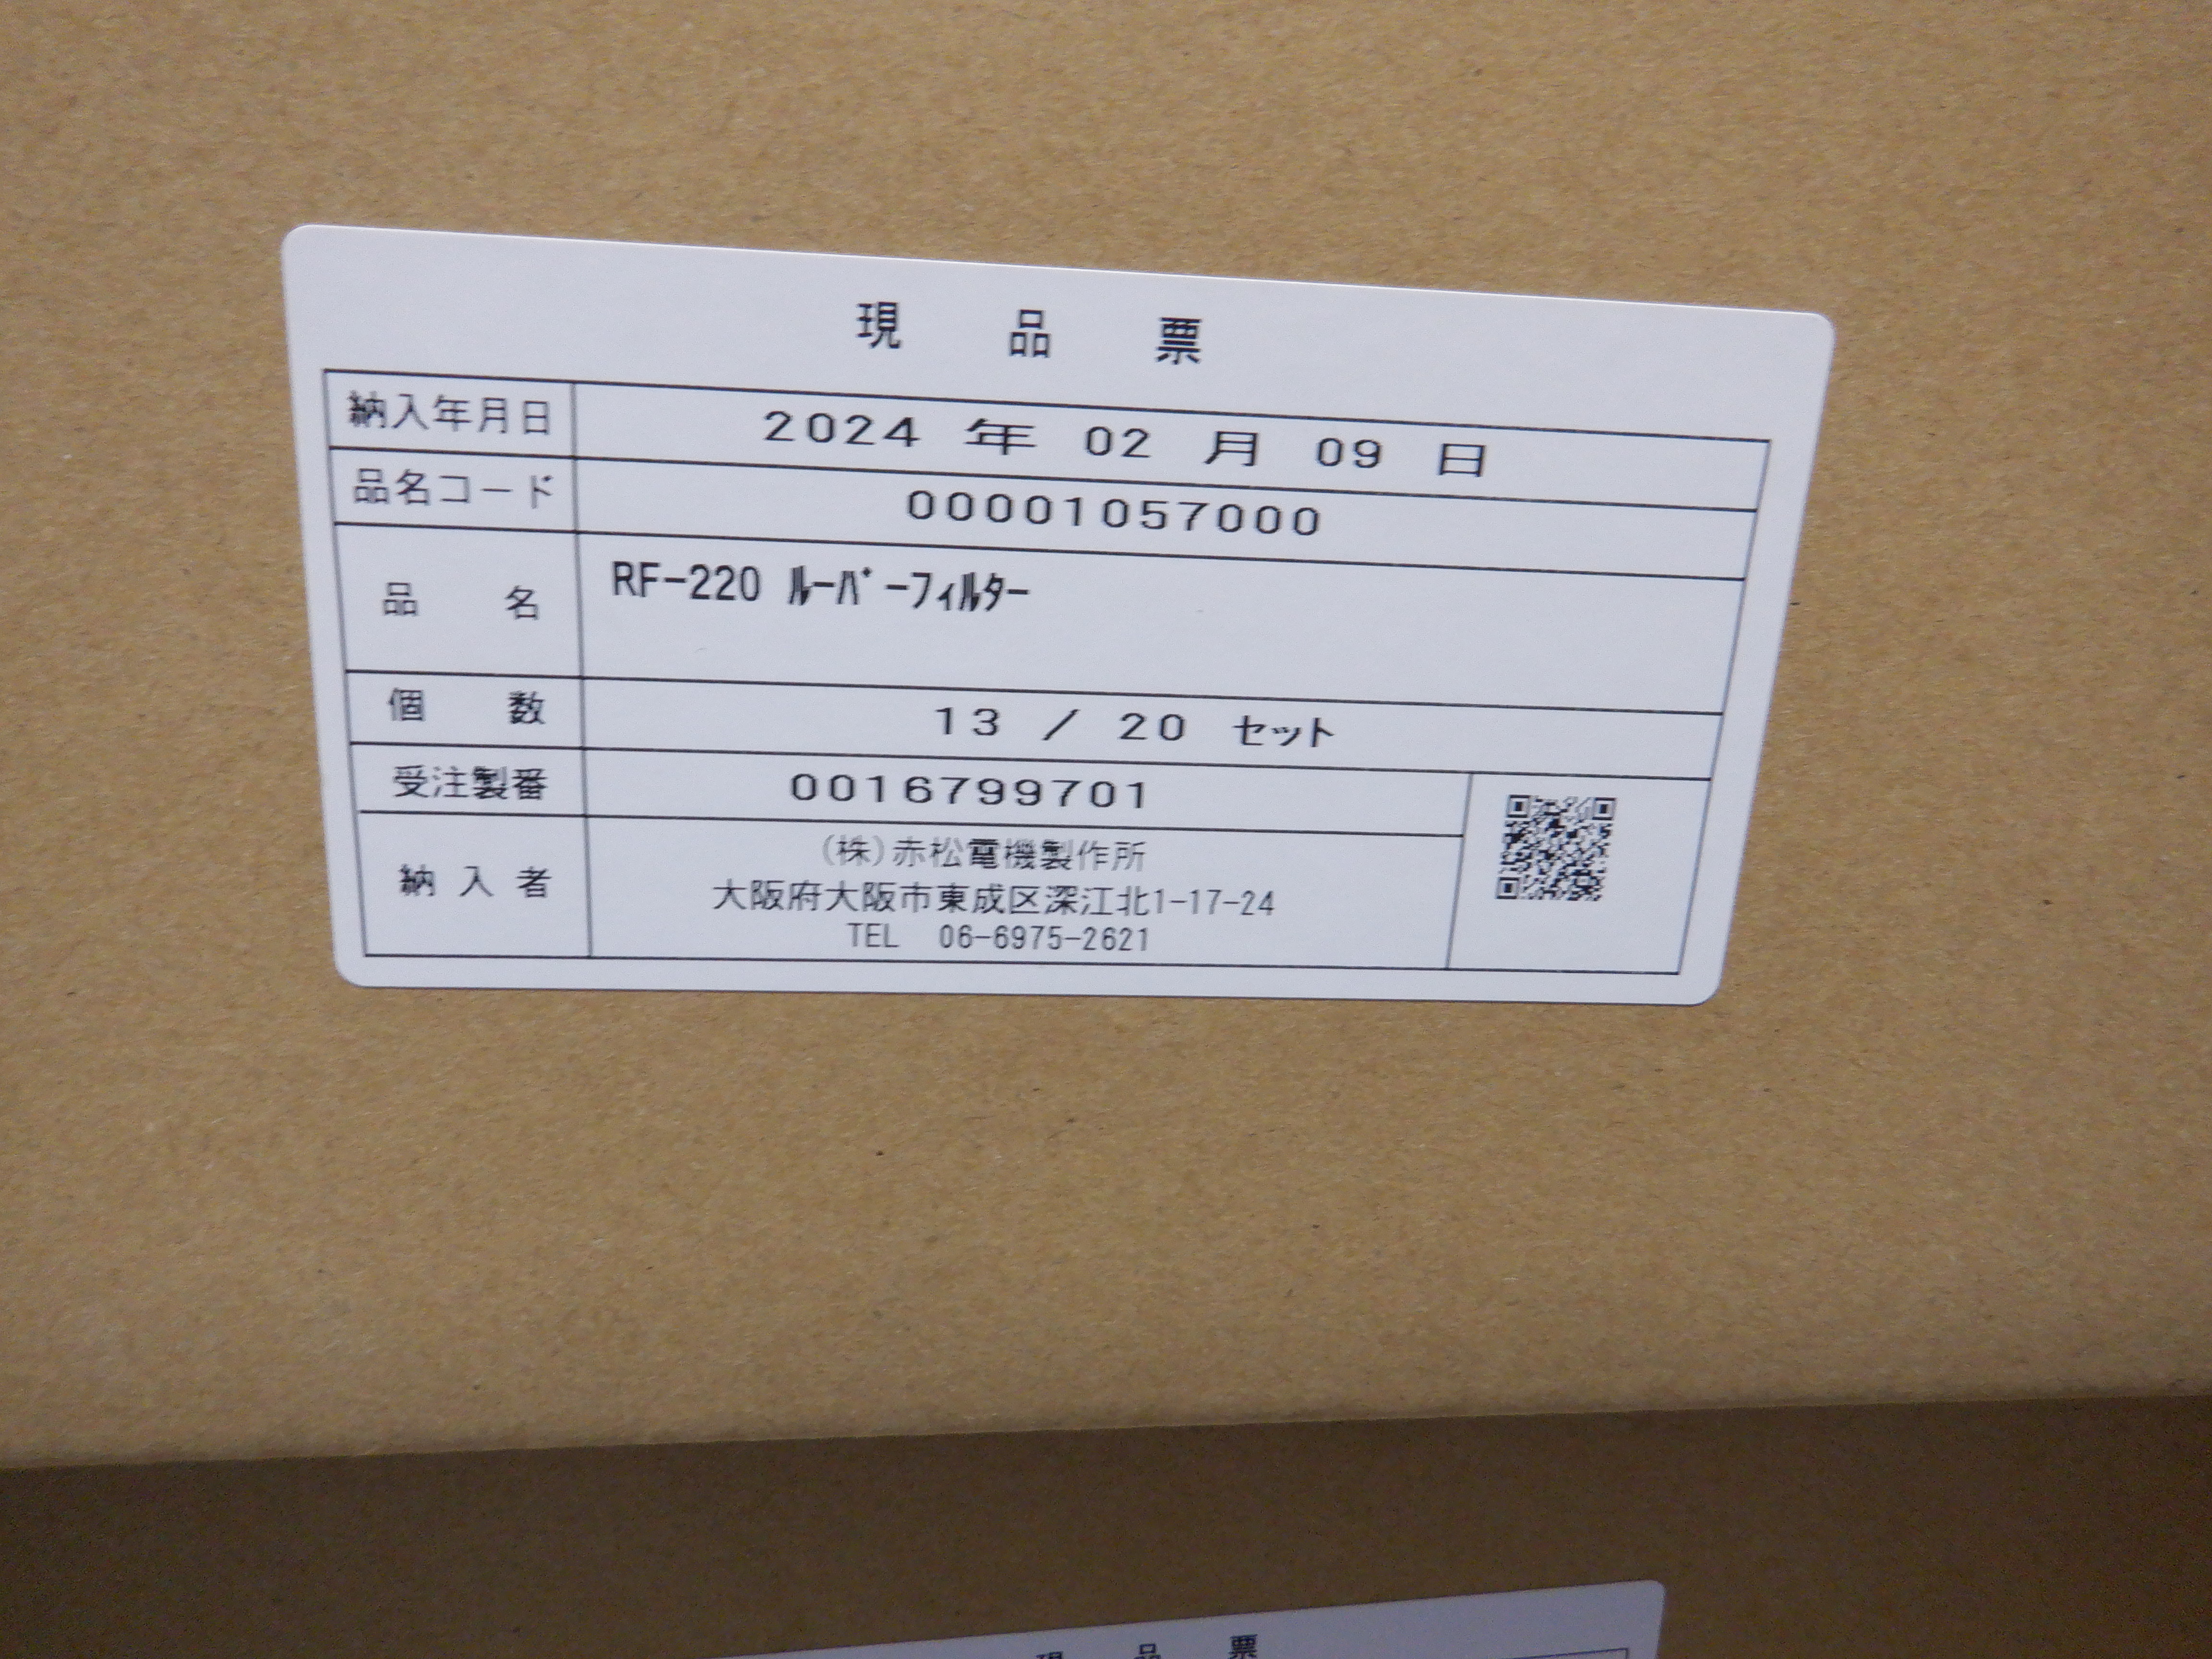 現品票
納入年月日 2024 年 02 月 09 日
品名コード 00001057000
品名 RF-220 ﾙｰﾊﾞｰﾌｨﾙﾀｰ
個数 13 / 20 セット
受注製番 0016799701
納入者 (株)赤松電機製作所
大阪府大阪市東成区深江北1-17-24
TEL 06-6975-2621
現品票